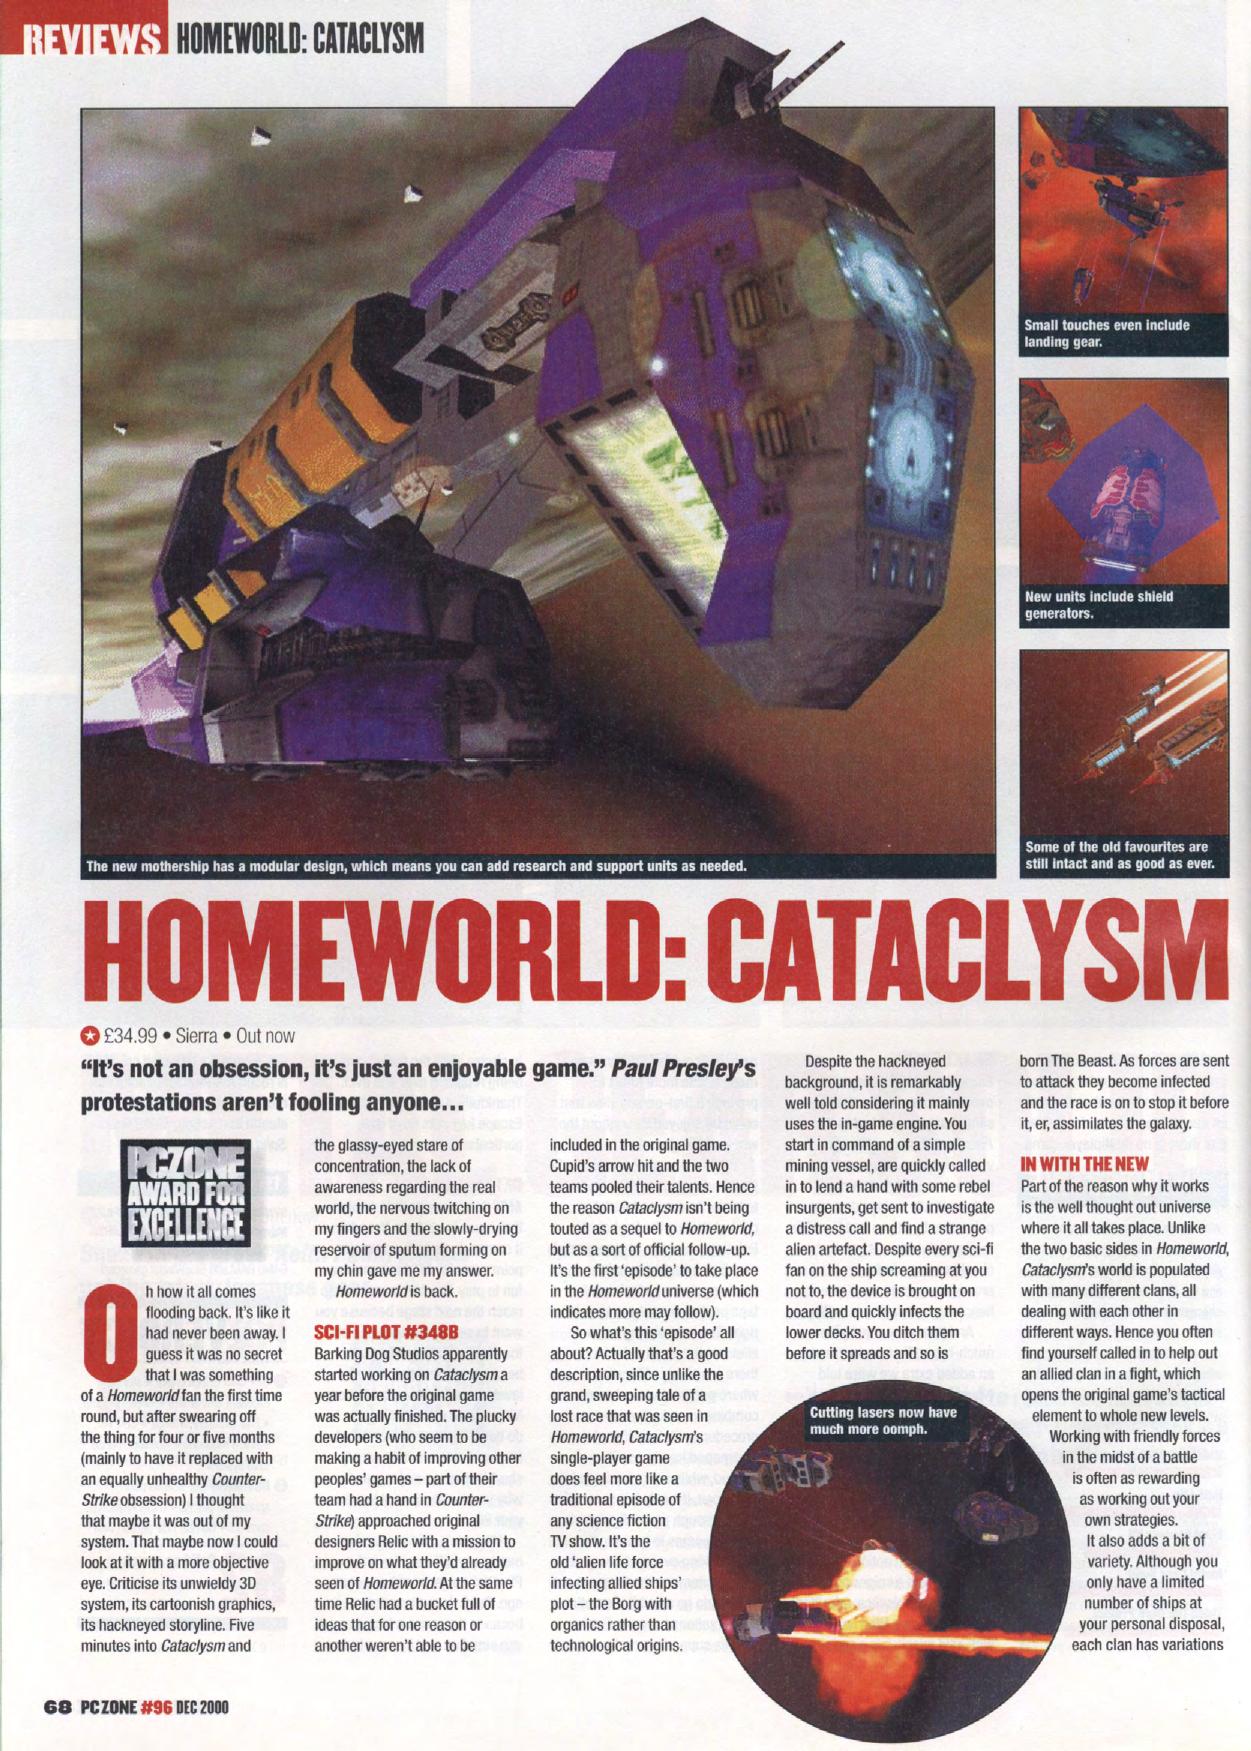 REVIEWS HOMEWORLD: CATACLYSM
Small touches even include
landing gear.
New units include shield
generators.
Some of the old favourites are
still intact and as good as ever.
The new mothership has a modular design, which means you can add research and support units as needed.
HOMEWORLD: CATACLYSM
£34.99 • Sierra • Out now
“It’s not an obsession, it’s just an enjoyable game.” Paul Presley’s
protestations aren’t fooling anyone…
PCZONE
AWARD FOR
EXCELLENCE
Oh how it all comes
flooding back. It’s like it
had never been away. I
guess it was no secret
that I was something
of a Homeworld fan the first time
round, but after swearing off
the thing for four or five months
(mainly to have it replaced with
an equally unhealthy Counter-
Strike obsession) I thought
that maybe it was out of my
system. That maybe now I could
look at it with a more objective
eye. Criticise its unwieldy 3D
system, its cartoonish graphics,
its hackneyed storyline. Five
minutes into Cataclysm and
the glassy-eyed stare of
concentration, the lack of
awareness regarding the real
world, the nervous twitching on
my fingers and the slowly-drying
reservoir of sputum forming on
my chin gave me my answer.
Homeworld is back.
SCI-FI PLOT #348B
Barking Dog Studios apparently
started working on Cataclysm a
year before the original game
was actually finished. The plucky
developers (who seem to be
making a habit of improving other
peoples’ games – part of their
team had a hand in Counter-
Strike) approached original
designers Relic with a mission to
improve on what they’d already
seen of Homeworld. At the same
time Relic had a bucket full of
ideas that for one reason or
another weren’t able to be
included in the original game.
Cupid’s arrow hit and the two
teams pooled their talents. Hence
the reason Cataclysm isn’t being
touted as a sequel to Homeworld,
but as a sort of official follow-up.
It’s the first ‘episode’ to take place
in the Homeworld universe (which
indicates more may follow).
So what’s this ‘episode’ all
about? Actually that’s a good
description, since unlike the
grand, sweeping tale of a
lost race that was seen in
Homeworld, Cataclysm’s
single-player game
does feel more like a
traditional episode of
any science fiction
TV show. It’s the
old ‘alien life force
infecting allied ships’
plot – the Borg with
organics rather than
technological origins.
Despite the hackneyed
background, it is remarkably
well told considering it mainly
uses the in-game engine. You
start in command of a simple
mining vessel, are quickly called
in to lend a hand with some rebel
insurgents, get sent to investigate
a distress call and find a strange
alien artefact. Despite every sci-fi
fan on the ship screaming at you
not to, the device is brought on
board and quickly infects the
lower decks. You ditch them
before it spreads and so is
Cutting lasers now have
much more oomph.
born The Beast. As forces are sent
to attack they become infected
and the race is on to stop it before
it, er, assimilates the galaxy.
IN WITH THE NEW
Part of the reason why it works
is the well thought out universe
where it all takes place. Unlike
the two basic sides in Homeworld,
Cataclysm’s world is populated
with many different clans, all
dealing with each other in
different ways. Hence you often
find yourself called in to help out
an allied clan in a fight, which
opens the original game’s tactical
element to whole new levels.
Working with friendly forces
in the midst of a battle
is often as rewarding
as working out your
own strategies.
It also adds a bit of
variety. Although you
only have a limited
number of ships at
your personal disposal,
each clan has variations
68 PCZONE #96 DEC 2000